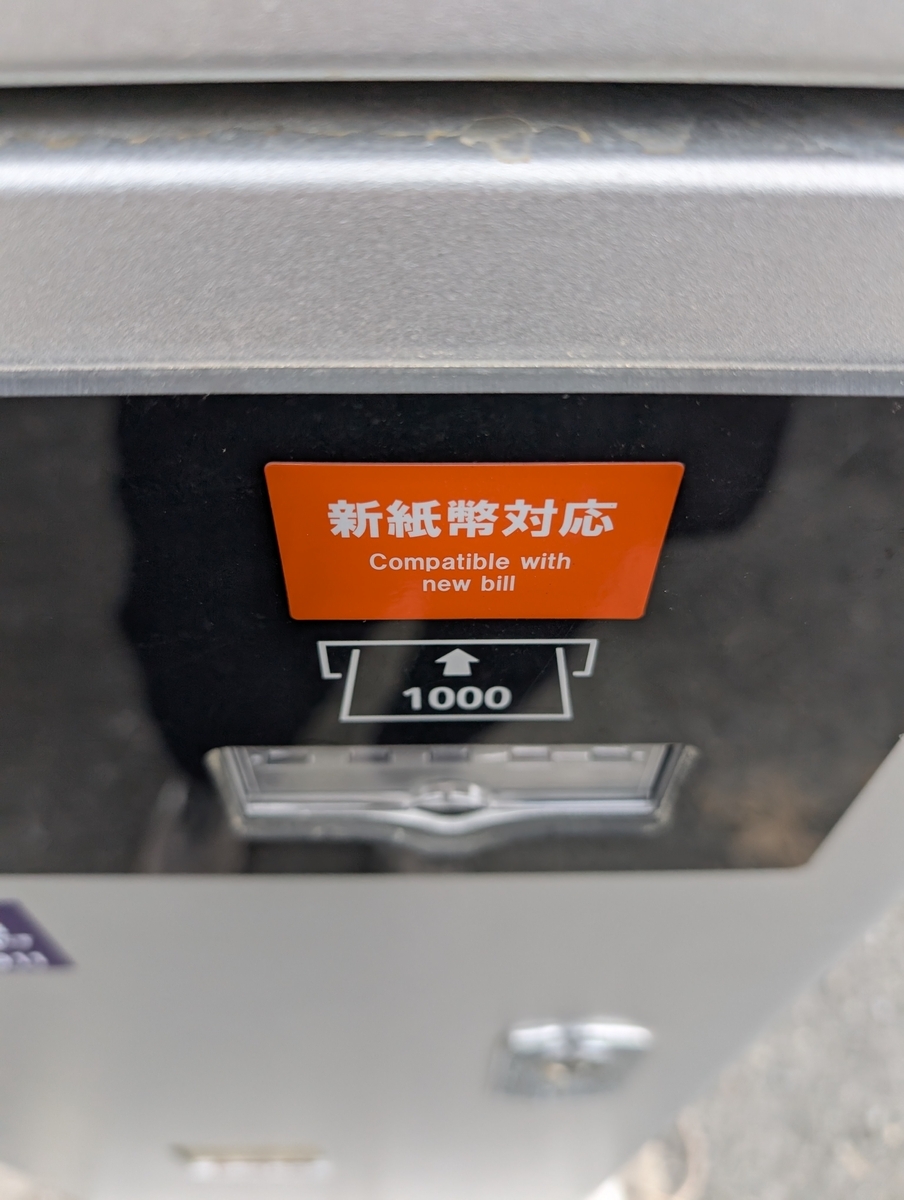 新紙幣対応
Compatible with
new bill
1000